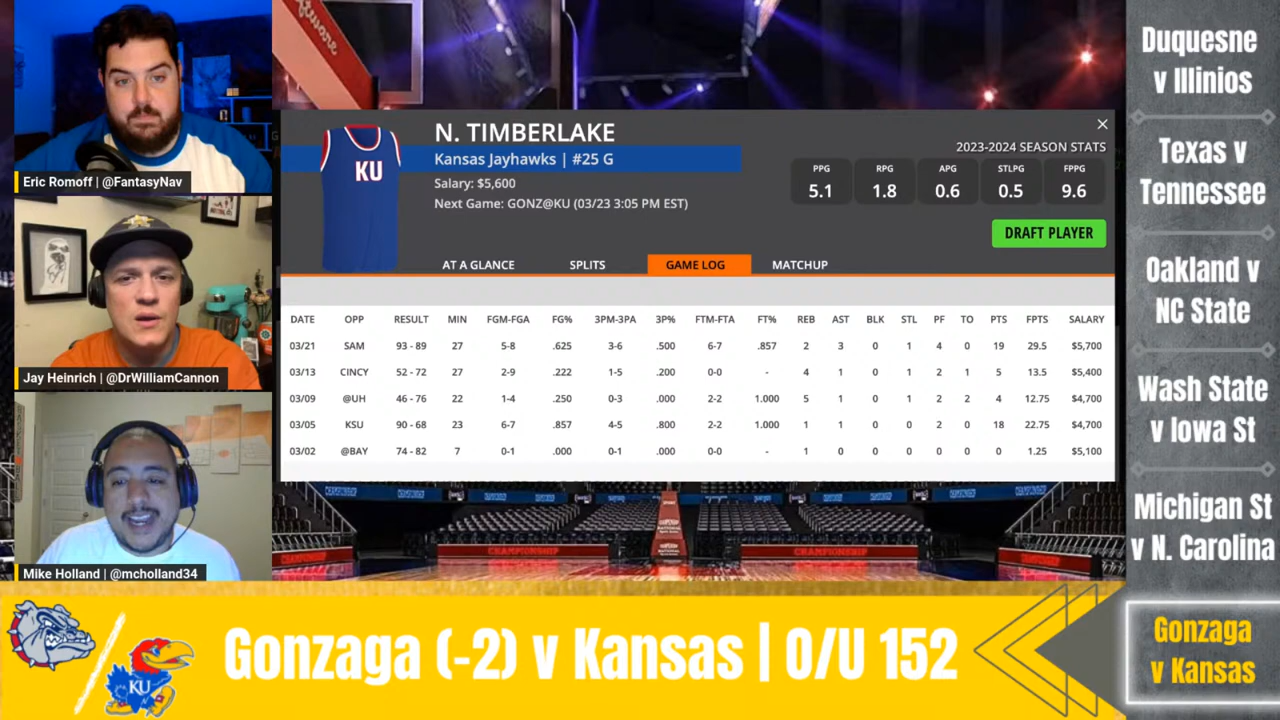 Eric Romoff | @FantasyNav
Jay Heinrich | @DrWilliamCannon
Mike Holland | @mcholland34
N. TIMBERLAKE
Kansas Jayhawks | #25 G
Salary: $5,600
Next Game: GONZ@KU (03/23 3:05 PM EST)
KU
2023-2024 SEASON STATS
PPG RPG APG STLPG FPPG
5.1 1.8 0.6 0.5 9.6
DRAFT PLAYER
AT A GLANCE SPLITS GAME LOG MATCHUP
DATE OPP RESULT MIN FGM-FGA FG% 3PM-3PA 3P% FTM-FTA FT% REB AST BLK STL PF TO PTS FPTS SALARY
03/21 SAM 93 - 89 27 5-8 .625 3-6 .500 6-7 .857 2 3 0 1 4 0 19 29.5 $5,700
03/13 CINCY 52 - 72 27 2-9 .222 1-5 .200 0-0 - 4 1 0 1 2 1 5 13.5 $5,400
03/09 @UH 46 - 76 22 1-4 .250 0-3 .000 2-2 1.000 5 1 0 1 2 2 4 12.75 $4,700
03/05 KSU 90 - 68 23 6-7 .857 4-5 .800 2-2 1.000 1 1 0 0 2 0 18 22.75 $4,700
03/02 @BAY 74 - 82 7 0-1 .000 0-1 .000 0-0 - 1 0 0 0 0 0 0 1.25 $5,100
CHAMPIONSHIP CHAMPIONSHIP CHAMPIONSHIP
Duquesne
v Illinios
Texas v
Tennessee
Oakland v
NC State
Wash State
v Iowa St
Michigan St
v N. Carolina
Gonzaga
v Kansas
KU
Gonzaga (-2) v Kansas | O/U 152